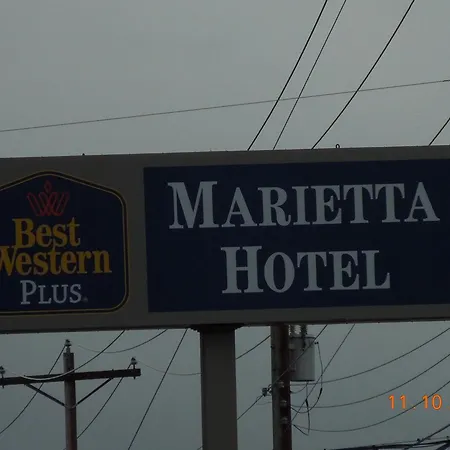 Best
Western
PLUS
MARIETTA
HOTEL
11 10